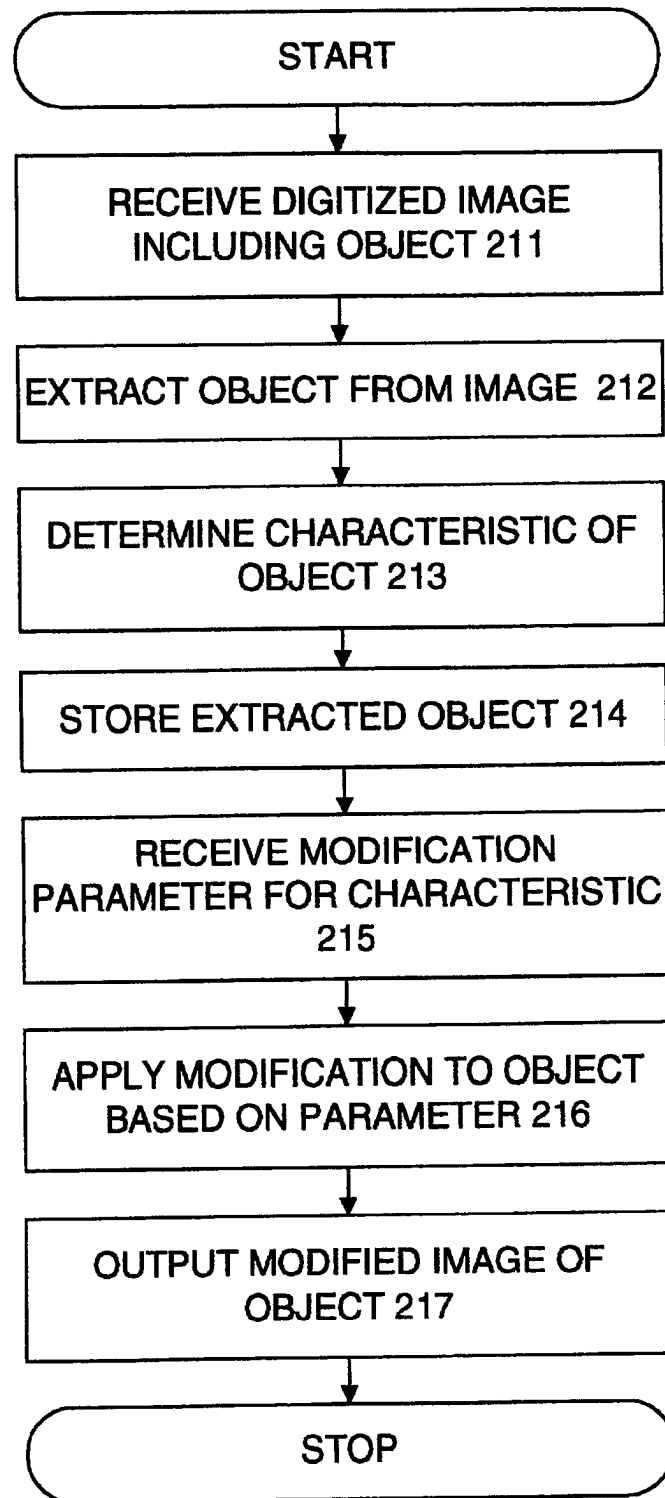 START
RECEIVE DIGITIZED IMAGE
INCLUDING OBJECT 211
EXTRACT OBJECT FROM IMAGE 212
DETERMINE CHARACTERISTIC OF
OBJECT 213
STORE EXTRACTED OBJECT 214
RECEIVE MODIFICATION
PARAMETER FOR CHARACTERISTIC
215
APPLY MODIFICATION TO OBJECT
BASED ON PARAMETER 216
OUTPUT MODIFIED IMAGE OF
OBJECT 217
STOP